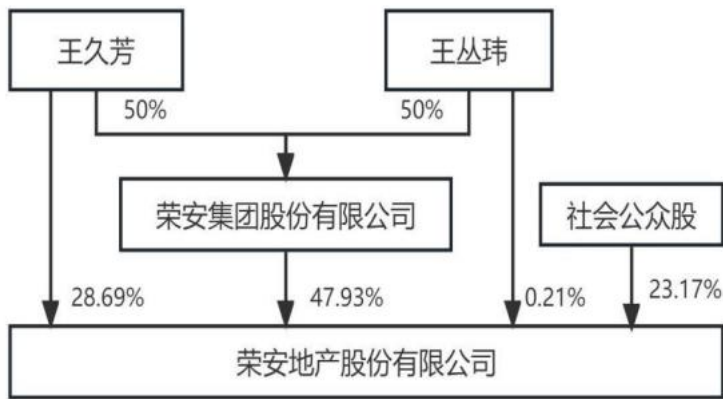 王久芳
王丛玮
50%
50%
荣安集团股份有限公司
社会公众股
28.69%
47.93%
0.21%
23.17%
荣安地产股份有限公司